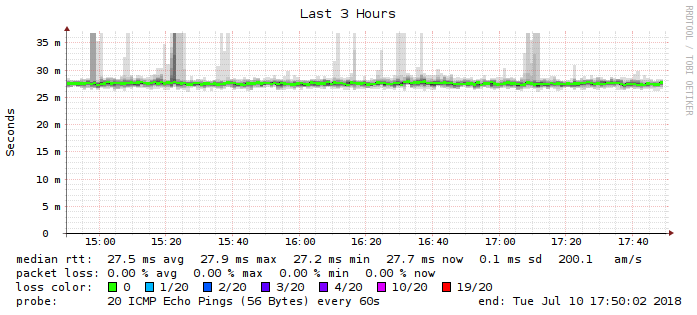 Last 3 Hours
RRDTOOL / TOBI OETIKER
Seconds
35 m
30 m
25 m
20 m
15 m
10 m
5 m
0
15:00 15:20 15:40 16:00 16:20 16:40 17:00 17:20 17:40
median rtt: 27.5 ms avg 27.9 ms max 27.2 ms min 27.7 ms now 0.1 ms sd 200.1 am/s
packet loss: 0.00 % avg 0.00 % max 0.00 % min 0.00 % now
loss color: 0 1/20 2/20 3/20 4/20 10/20 19/20
probe: 20 ICMP Echo Pings (56 Bytes) every 60s end: Tue Jul 10 17:50:02 2018